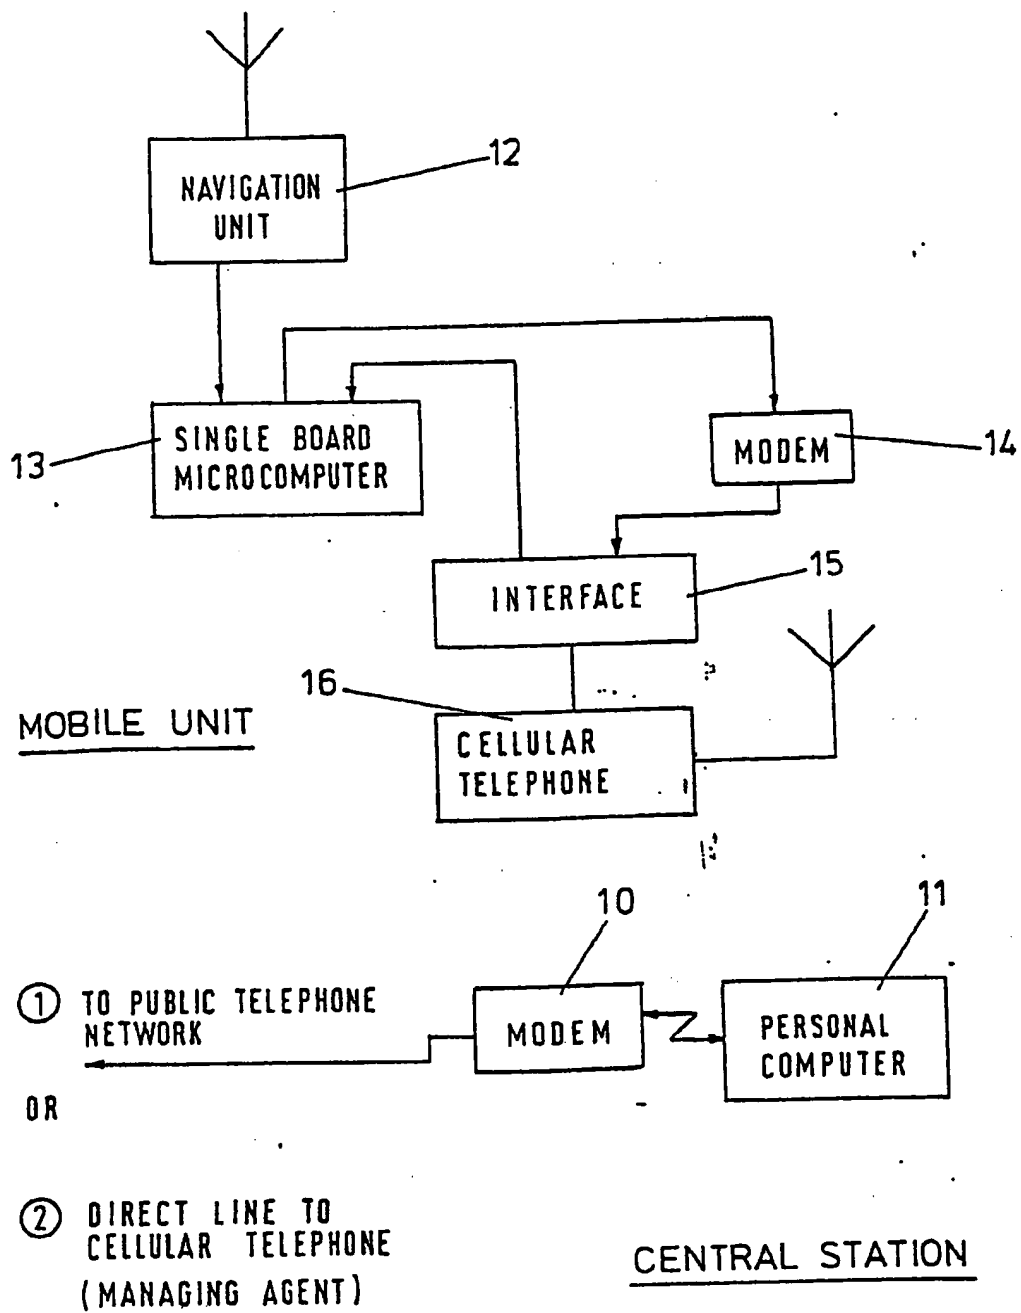 12
NAVIGATION
UNIT
13
SINGLE BOARD
MICROCOMPUTER
MODEM
14
INTERFACE
15
16
CELLULAR
TELEPHONE
MOBILE UNIT
10
11
① TO PUBLIC TELEPHONE
NETWORK
MODEM
PERSONAL
COMPUTER
OR
② DIRECT LINE TO
CELLULAR TELEPHONE
(MANAGING AGENT)
CENTRAL STATION